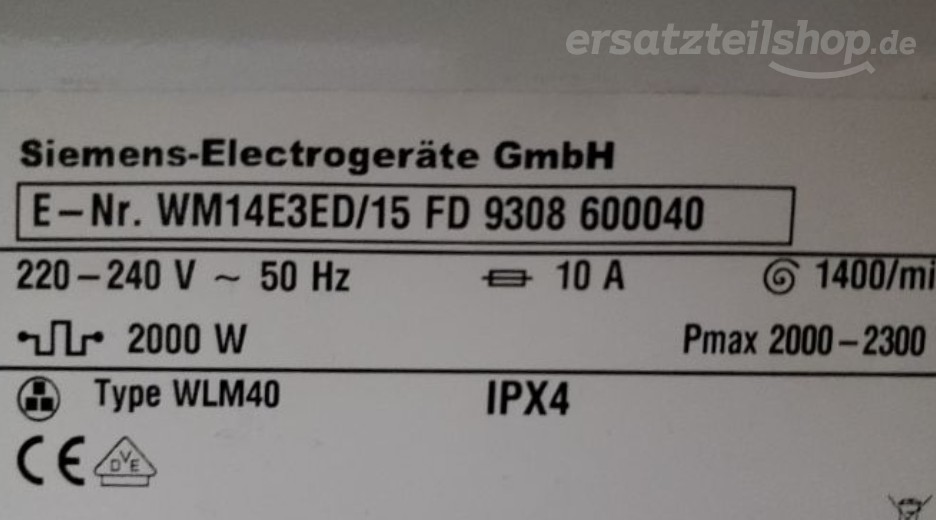 ersatzteilshop.de
Siemens-Electrogeräte GmbH
E-Nr. WM14E3ED/15 FD 9308 600040
220-240 V ~ 50 Hz 10 A 1400/mi
2000 W Pmax 2000-2300
Type WLM40 IPX4
CE DVE